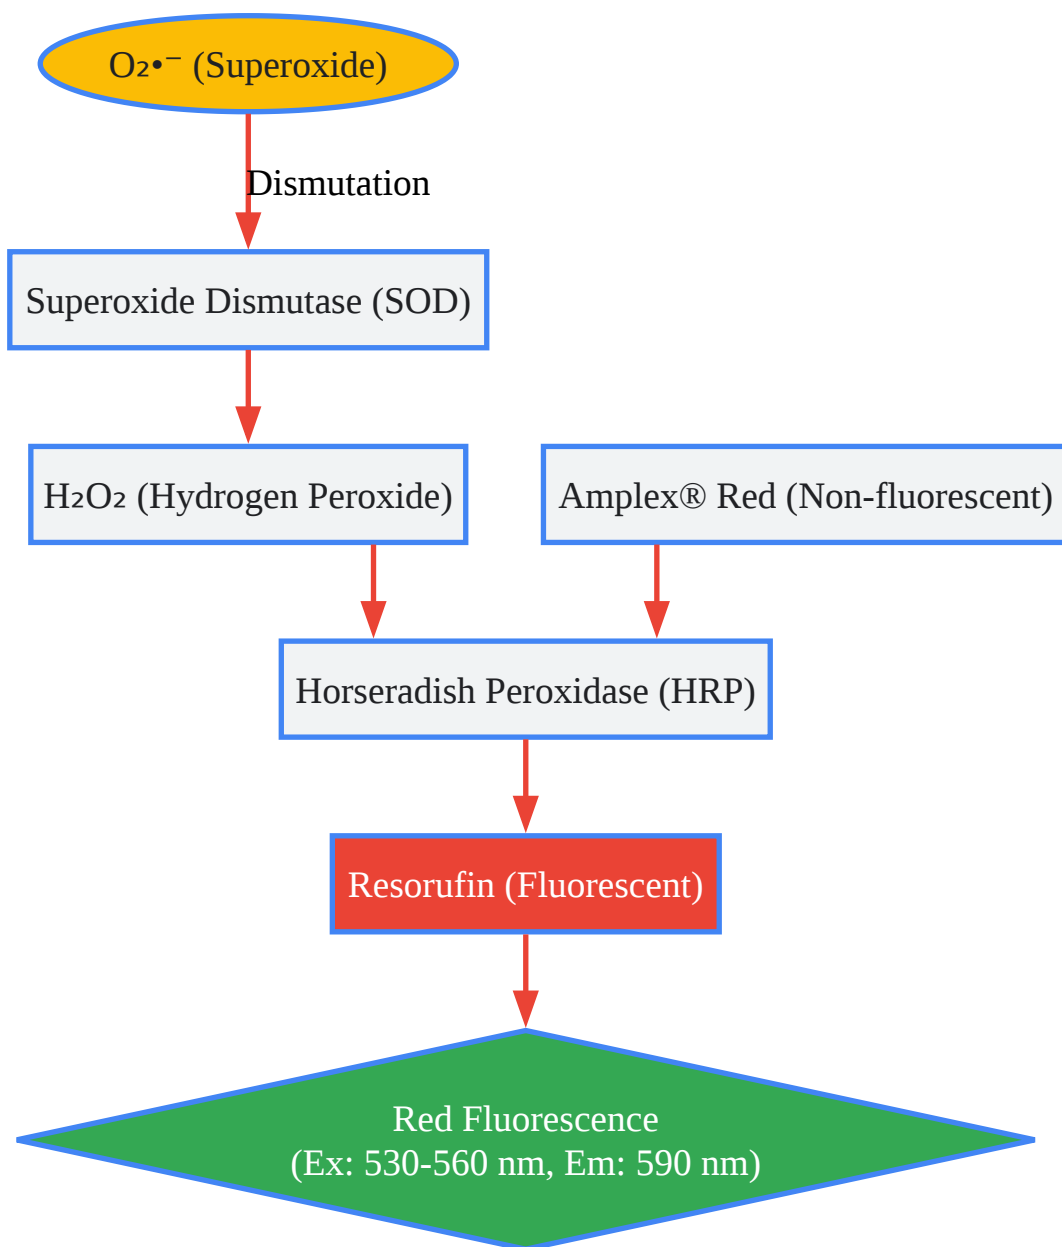 O₂•⁻ (Superoxide)
Dismutation
Superoxide Dismutase (SOD)
H₂O₂ (Hydrogen Peroxide)
Amplex® Red (Non-fluorescent)
Horseradish Peroxidase (HRP)
Resorufin (Fluorescent)
Red Fluorescence
(Ex: 530-560 nm, Em: 590 nm)